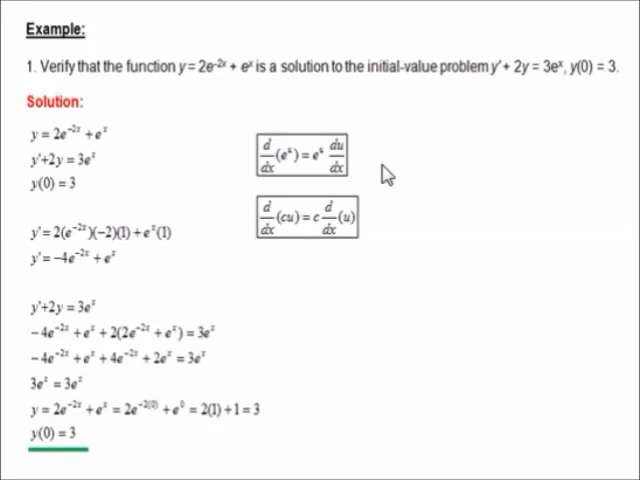 Example:
1. Verify that the function y = 2e^(-2x) + e^x is a solution to the initial-value problem y' + 2y = 3e^x, y(0) = 3.
Solution:
y = 2e^(-2x) + e^x
y'+2y = 3e^x
y(0) = 3
d/dx (e^u) = e^u du/dx
d/dx (cu) = c d/dx (u)
y' = 2(e^(-2x))(-2)(1) + e^x(1)
y' = -4e^(-2x) + e^x
y'+2y = 3e^x
-4e^(-2x) + e^x + 2(2e^(-2x) + e^x) = 3e^x
-4e^(-2x) + e^x + 4e^(-2x) + 2e^x = 3e^x
3e^x = 3e^x
y = 2e^(-2x) + e^x = 2e^(-2(0)) + e^0 = 2(1) + 1 = 3
y(0) = 3